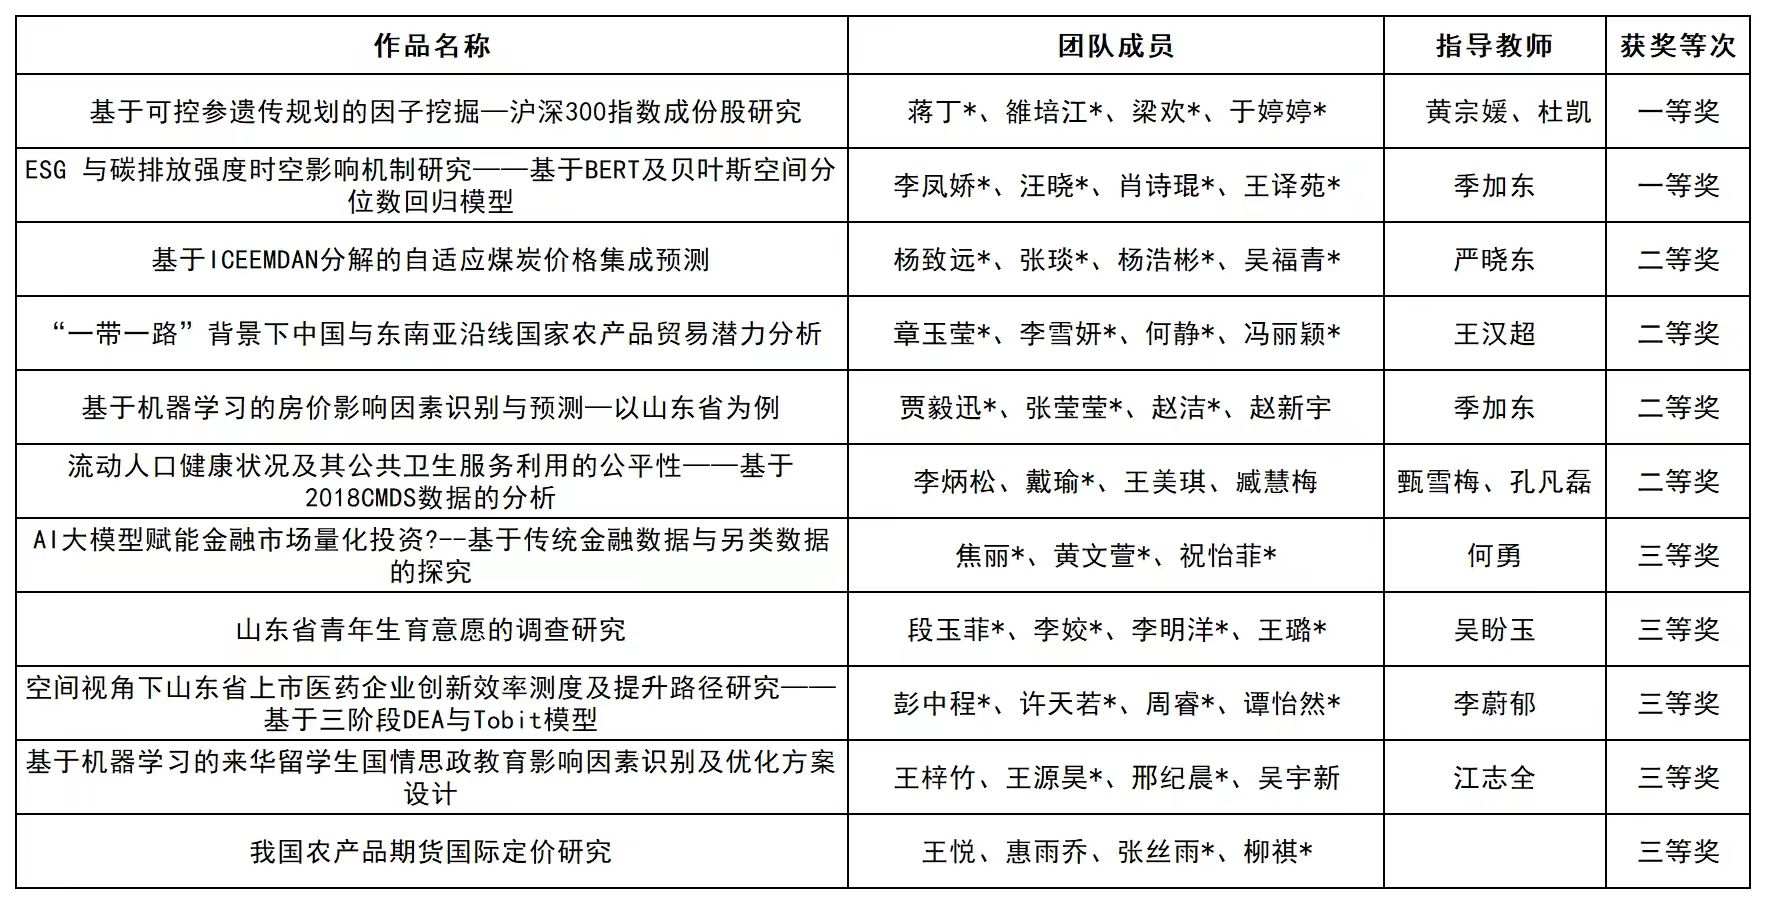 作品名称 团队成员 指导教师 获奖等次
基于可控参遗传规划的因子挖掘—沪深300指数成份股研究 蒋丁*、雒培江*、梁欢*、于婷婷* 黄宗媛、杜凯 一等奖
ESG 与碳排放强度时空影响机制研究——基于BERT及贝叶斯空间分
位数回归模型 李凤娇*、汪晓*、肖诗琨*、王译苑* 季加东 一等奖
基于ICEEMDAN分解的自适应煤炭价格集成预测 杨致远*、张琰*、杨浩彬*、吴福青* 严晓东 二等奖
“一带一路”背景下中国与东南亚沿线国家农产品贸易潜力分析 章玉莹*、李雪妍*、何静*、冯丽颖* 王汉超 二等奖
基于机器学习的房价影响因素识别与预测—以山东省为例 贾毅迅*、张莹莹*、赵洁*、赵新宇 季加东 二等奖
流动人口健康状况及其公共卫生服务利用的公平性——基于
2018CMDS数据的分析 李炳松、戴瑜*、王美琪、臧慧梅 甄雪梅、孔凡磊 二等奖
AI大模型赋能金融市场量化投资?--基于传统金融数据与另类数据
的探究 焦丽*、黄文萱*、祝怡菲* 何勇 三等奖
山东省青年生育意愿的调查研究 段玉菲*、李姣*、李明洋*、王璐* 吴盼玉 三等奖
空间视角下山东省上市医药企业创新效率测度及提升路径研究——
基于三阶段DEA与Tobit模型 彭中程*、许天若*、周睿*、谭怡然* 李蔚郁 三等奖
基于机器学习的来华留学生国情思政教育影响因素识别及优化方案
设计 王梓竹、王源昊*、邢纪晨*、吴宇新 江志全 三等奖
我国农产品期货国际定价研究 王悦、惠雨乔、张丝雨*、柳祺* 三等奖